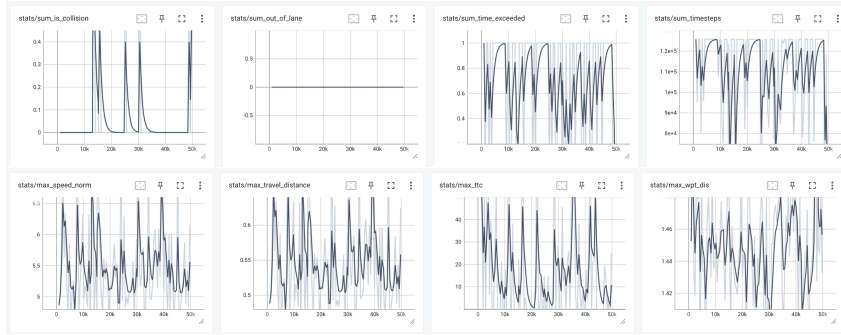 stats/sum_is_collision
0.4
0.3
0.2
0.1
0
0
10k
20k
30k
40k
50k
stats/sum_out_of_lane
0.5
0
-0.5
0
10k
20k
30k
40k
50k
stats/sum_time_exceeded
1
0.8
0.6
0.4
0
10k
20k
30k
40k
50k
stats/sum_timesteps
1.2e+5
1.1e+5
1e+5
9e+4
8e+4
0
10k
20k
30k
40k
50k
stats/max_speed_norm
6.5
6
5.5
5
0
10k
20k
30k
40k
50k
stats/max_travel_distance
0.6
0.55
0.5
0
10k
20k
30k
40k
50k
stats/max_ttc
40
30
20
10
0
10k
20k
30k
40k
50k
stats/max_wpt_dis
1.46
1.44
1.42
0
10k
20k
30k
40k
50k